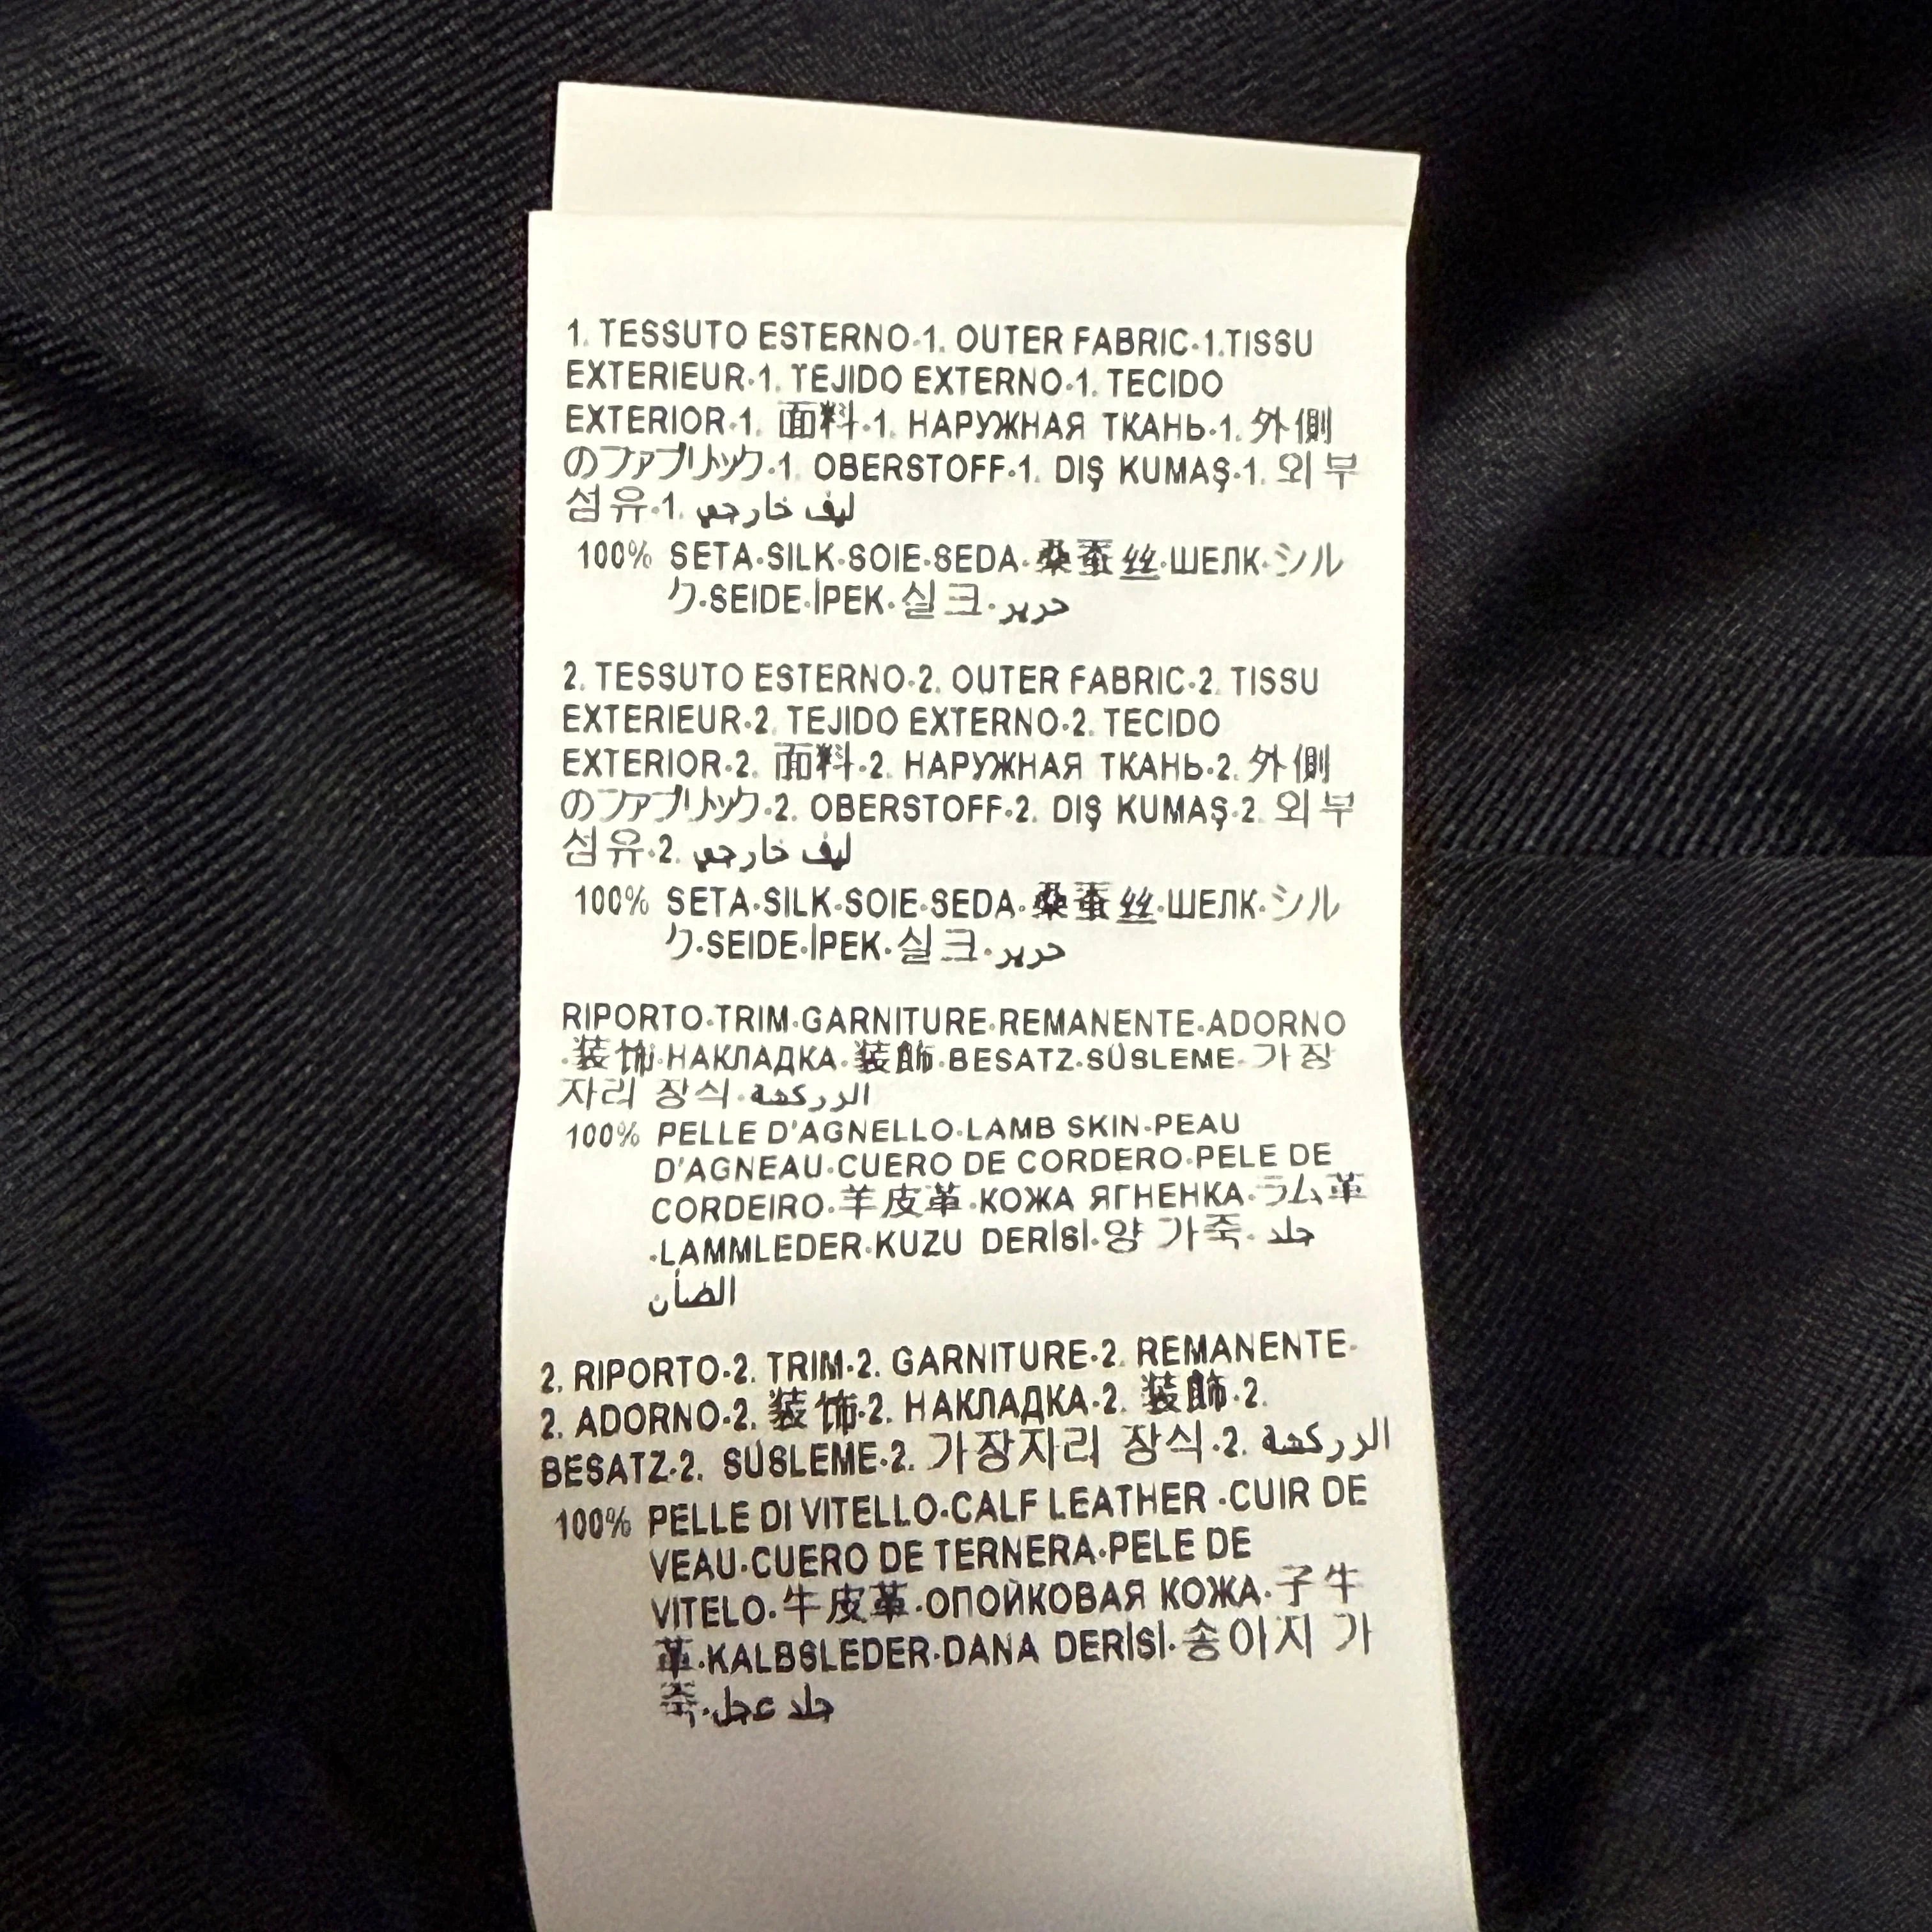 1. TESSUTO ESTERNO·1. OUTER FABRIC·1.TISSU
EXTERIEUR·1. TEJIDO EXTERNO·1. TECIDO
EXTERIOR·1. 面料·1. НАРУЖНАЯ ТКАНЬ·1. 外側
のファブリック·1. OBERSTOFF·1. DIŞ KUMAŞ·1. 외부
섬유·1. ليف خارجي
100% SETA·SILK·SOIE·SEDA·桑蚕丝·ШЕЛК·シル
ク·SEIDE·İPEK·실크·حرير
2. TESSUTO ESTERNO·2. OUTER FABRIC·2. TISSU
EXTERIEUR·2. TEJIDO EXTERNO·2. TECIDO
EXTERIOR·2. 面料·2. НАРУЖНАЯ ТКАНЬ·2. 外側
のファブリック·2. OBERSTOFF·2. DIŞ KUMAŞ·2. 외부
섬유·2. ليف خارجي
100% SETA·SILK·SOIE·SEDA·桑蚕丝·ШЕЛК·シル
ク·SEIDE·İPEK·실크·حرير
RIPORTO·TRIM·GARNITURE·REMANENTE·ADORNO
·装饰·НАКЛАДКА·装飾·BESATZ·SÜSLEME·가장
자리 장식·الزركشة
100% PELLE D'AGNELLO·LAMB SKIN·PEAU
D'AGNEAU·CUERO DE CORDERO·PELE DE
CORDEIRO·羊皮革·КОЖА ЯГНЕНКА·ラム革
·LAMMLEDER·KUZU DERİSİ·양 가죽·جلد
الضأن
2. RIPORTO·2. TRIM·2. GARNITURE·2. REMANENTE·
2. ADORNO·2. 装饰·2. НАКЛАДКА·2. 装飾·2.
BESATZ·2. SÜSLEME·2. 가장자리 장식·2. الزركشة
100% PELLE DI VITELLO·CALF LEATHER ·CUIR DE
VEAU·CUERO DE TERNERA·PELE DE
VITELO·牛皮革·ОПОЙКОВАЯ КОЖА·子牛
革·KALBSLEDER·DANA DERİSİ·송아지 가
죽·جلد عجل